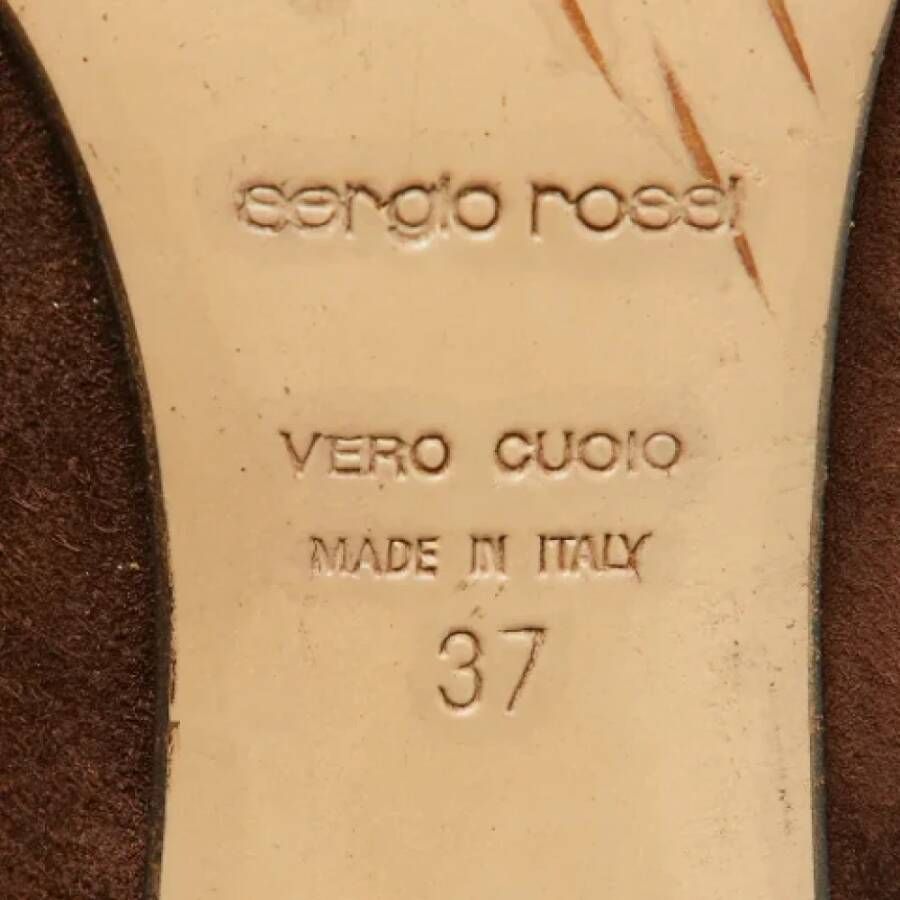 sergio rossi
VERO CUOIO
MADE IN ITALY
37